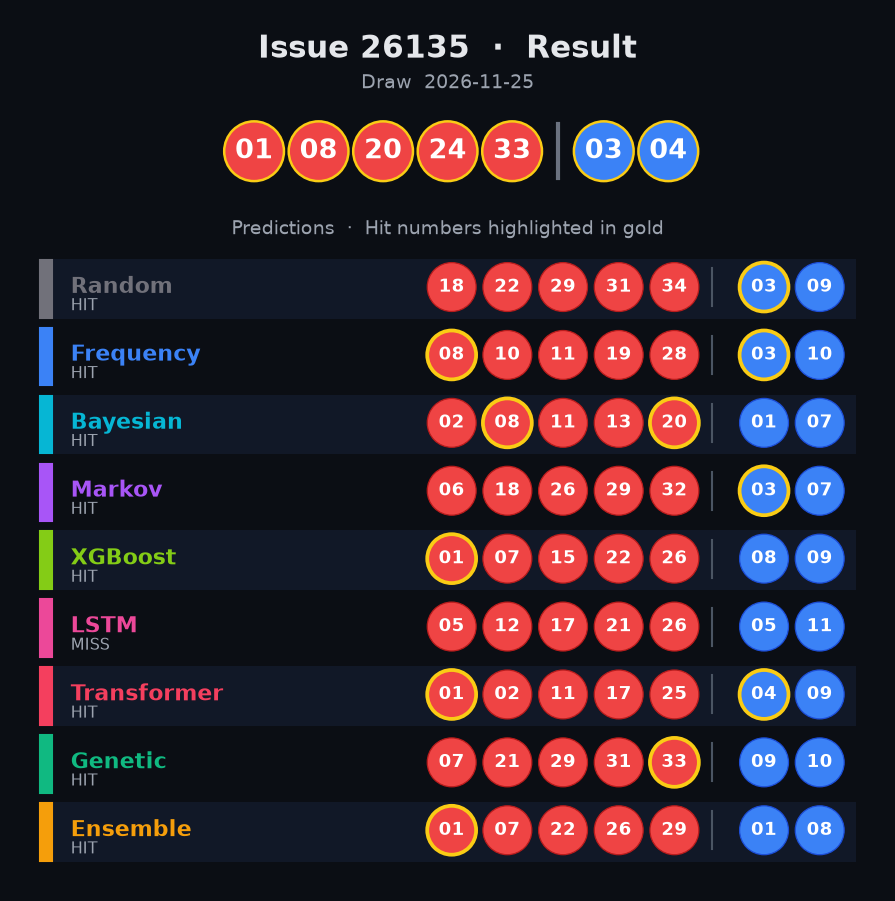 Issue 26135 · Result
Draw 2026-11-25
01 08 20 24 33 03 04
Predictions · Hit numbers highlighted in gold
Random 18 22 29 31 34 03 09
HIT
Frequency 08 10 11 19 28 03 10
HIT
Bayesian 02 08 11 13 20 01 07
HIT
Markov 06 18 26 29 32 03 07
HIT
XGBoost 01 07 15 22 26 08 09
HIT
LSTM 05 12 17 21 26 05 11
MISS
Transformer 01 02 11 17 25 04 09
HIT
Genetic 07 21 29 31 33 09 10
HIT
Ensemble 01 07 22 26 29 01 08
HIT